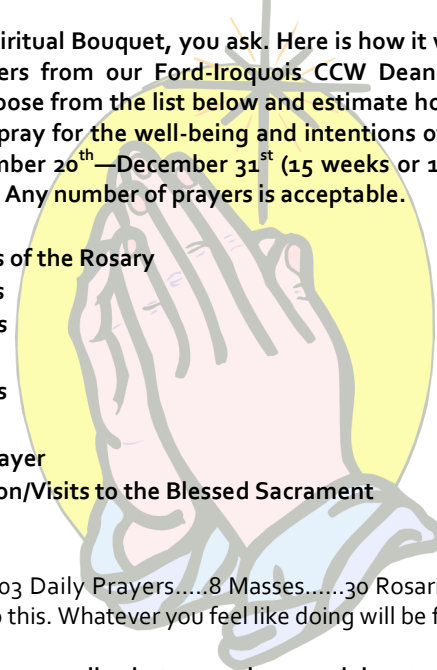 iritual Bouquet, you ask. Here is how it v
ers from our Ford-Iroquois CCW Dean
oose from the list below and estimate ho
pray for the well-being and intentions o
mber 20th—December 31st (15 weeks or 1
Any number of prayers is acceptable.
s of the Rosary
s
s
s
ayer
on/Visits to the Blessed Sacrament
03 Daily Prayers.....8 Masses......30 Rosari
o this. Whatever you feel like doing will be f